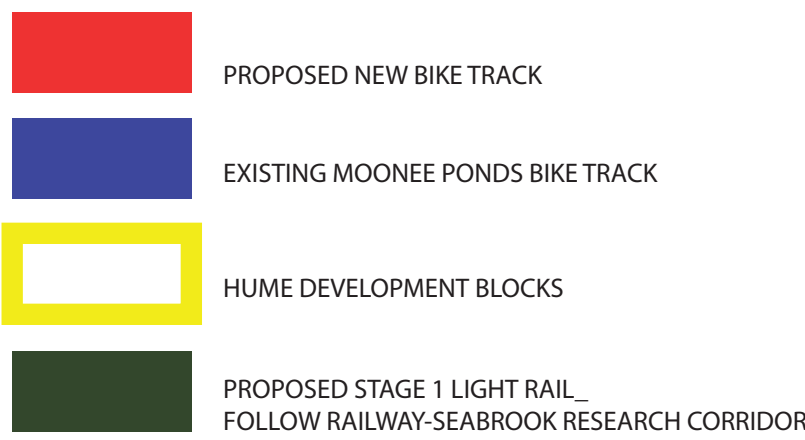 PROPOSED NEW BIKE TRACK
EXISTING MOONEE PONDS BIKE TRACK
HUME DEVELOPMENT BLOCKS
PROPOSED STAGE 1 LIGHT RAIL_
FOLLOW RAILWAY-SEABROOK RESEARCH CORRIDOR